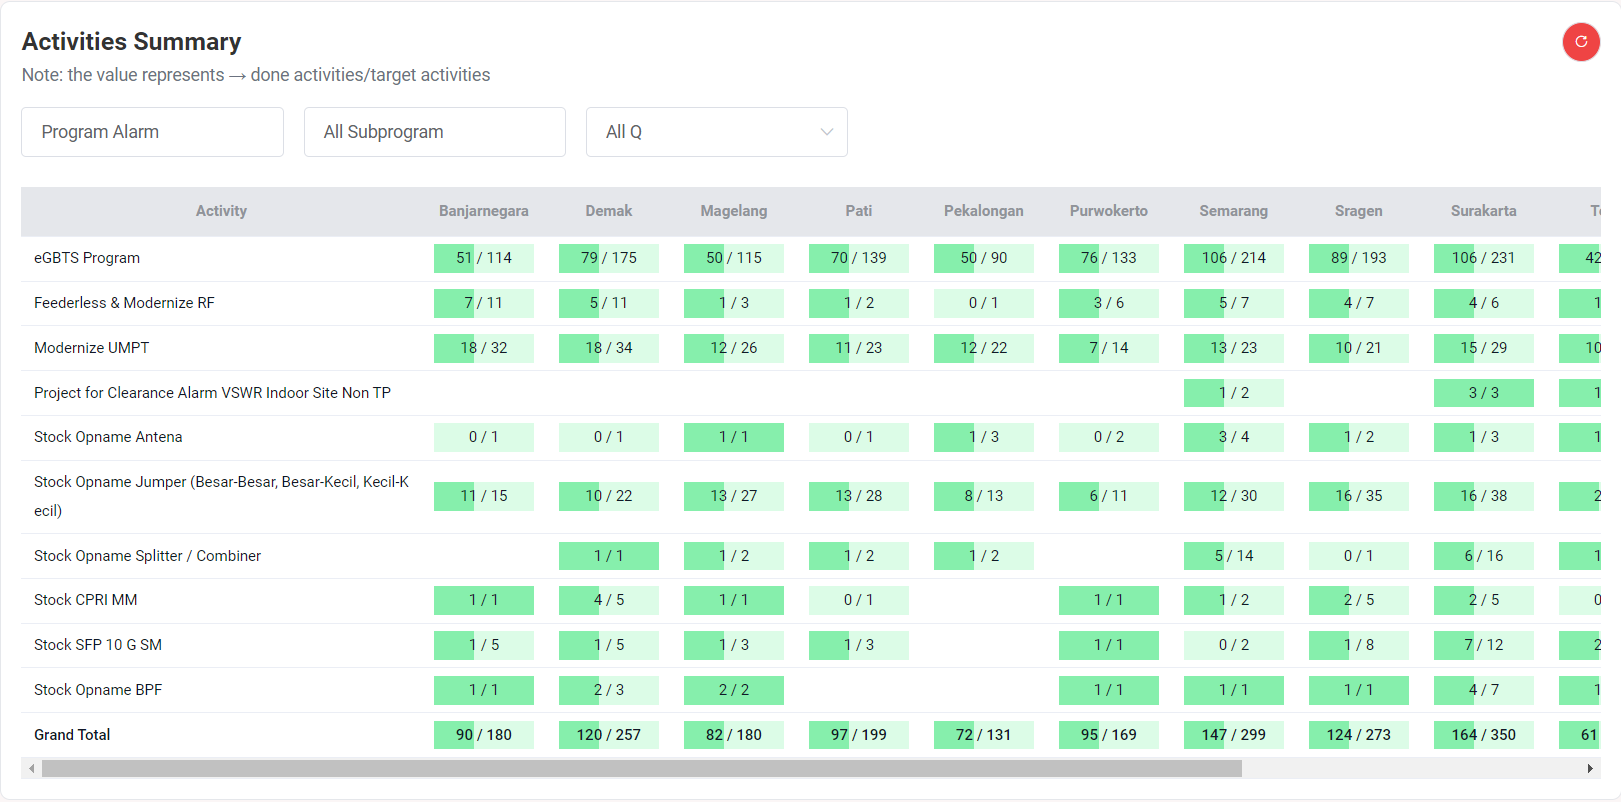 Activities Summary
Note: the value represents → done activities/target activities
Program Alarm All Subprogram All Q
Activity Banjarnegara Demak Magelang Pati Pekalongan Purwokerto Semarang Sragen Surakarta
eGBTS Program 51 / 114 79 / 175 50 / 115 70 / 139 50 / 90 76 / 133 106 / 214 89 / 193 106 / 231 42
Feederless & Modernize RF 7 / 11 5 / 11 1 / 3 1 / 2 0 / 1 3 / 6 5 / 7 4 / 7 4 / 6 1
Modernize UMPT 18 / 32 18 / 34 12 / 26 11 / 23 12 / 22 7 / 14 13 / 23 10 / 21 15 / 29 10
Project for Clearance Alarm VSWR Indoor Site Non TP 1 / 2 3 / 3 1
Stock Opname Antena 0 / 1 0 / 1 1 / 1 0 / 1 1 / 3 0 / 2 3 / 4 1 / 2 1 / 3 1
Stock Opname Jumper (Besar-Besar, Besar-Kecil, Kecil-K
ecil) 11 / 15 10 / 22 13 / 27 13 / 28 8 / 13 6 / 11 12 / 30 16 / 35 16 / 38 2
Stock Opname Splitter / Combiner 1 / 1 1 / 2 1 / 2 1 / 2 5 / 14 0 / 1 6 / 16 1
Stock CPRI MM 1 / 1 4 / 5 1 / 1 0 / 1 1 / 1 1 / 2 2 / 5 2 / 5 0
Stock SFP 10 G SM 1 / 5 1 / 5 1 / 3 1 / 3 1 / 1 0 / 2 1 / 8 7 / 12 2
Stock Opname BPF 1 / 1 2 / 3 2 / 2 1 / 1 1 / 1 1 / 1 4 / 7 1
Grand Total 90 / 180 120 / 257 82 / 180 97 / 199 72 / 131 95 / 169 147 / 299 124 / 273 164 / 350 61